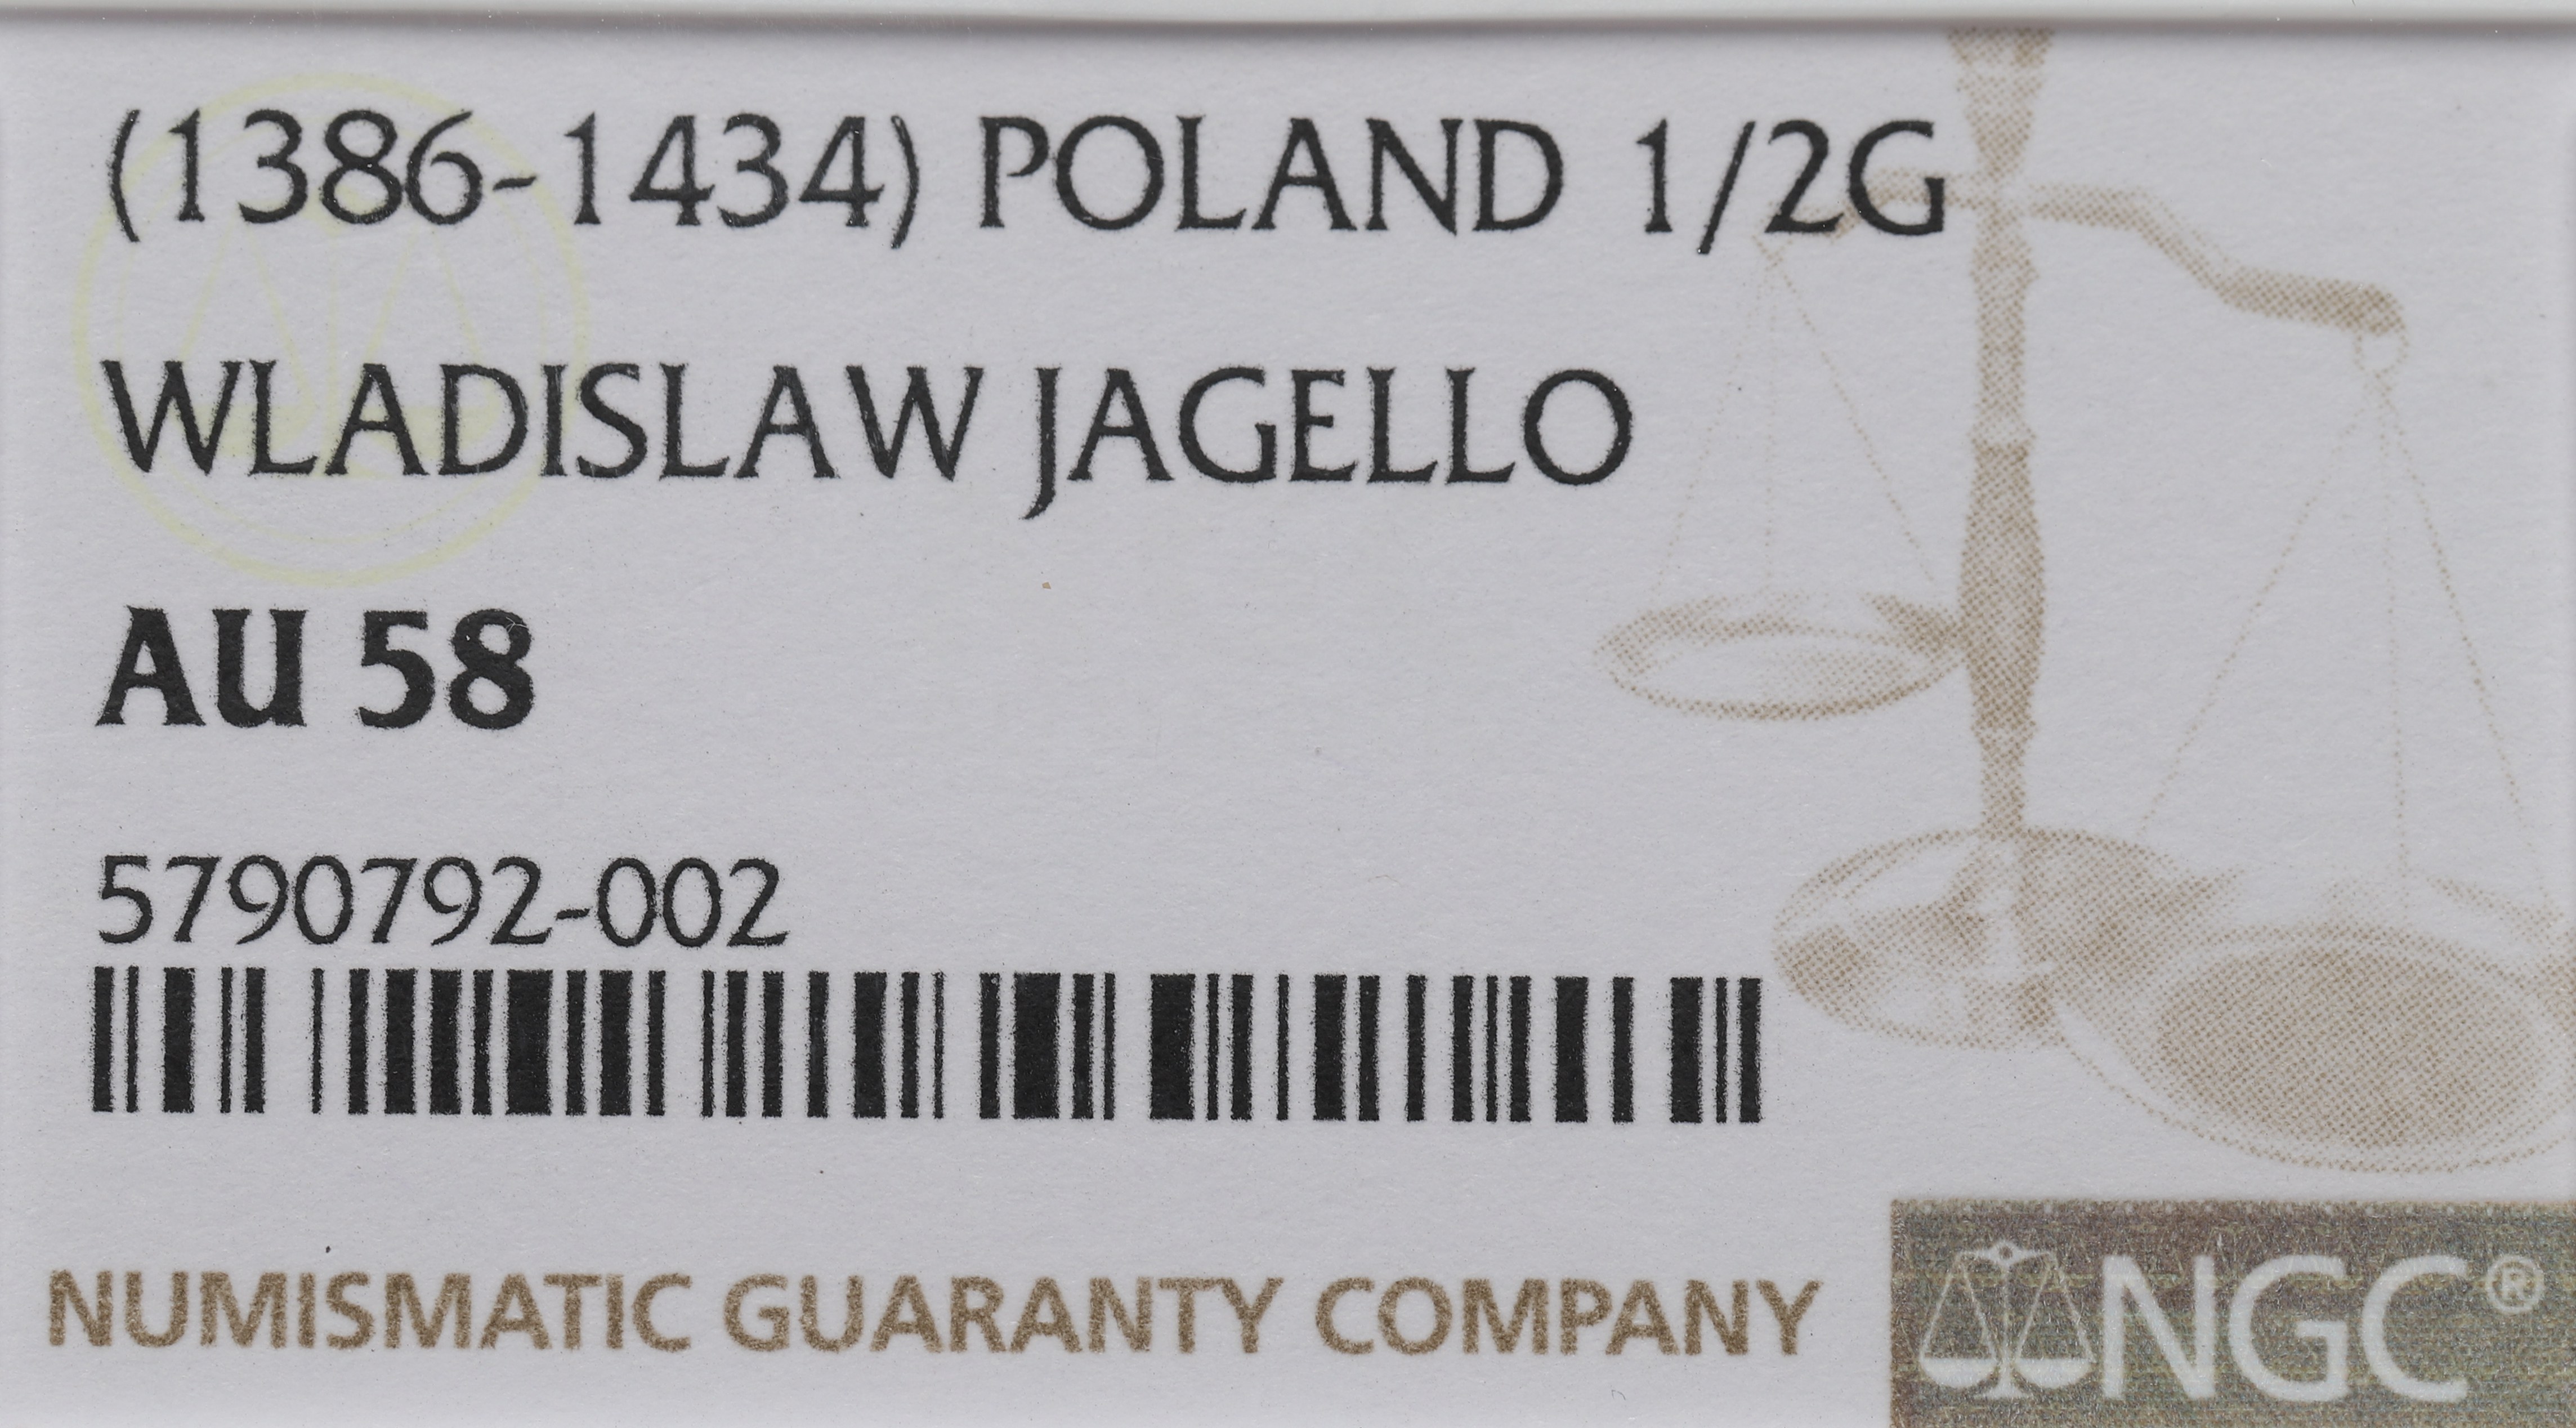 (1386-1434) POLAND 1/2G
WLADISLAW JAGELLO
AU 58
5790792-002
NUMISMATIC GUARANTY COMPANY
NGC®